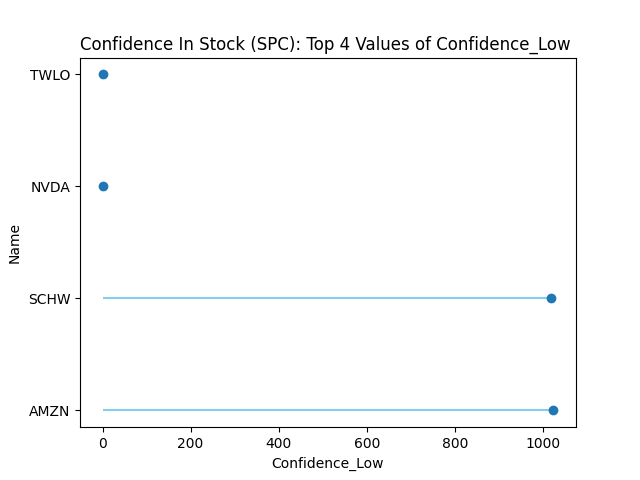 Confidence In Stock (SPC): Top 4 Values of Confidence_Low
TWLO
NVDA
SCHW
AMZN
Name
0 200 400 600 800 1000
Confidence_Low